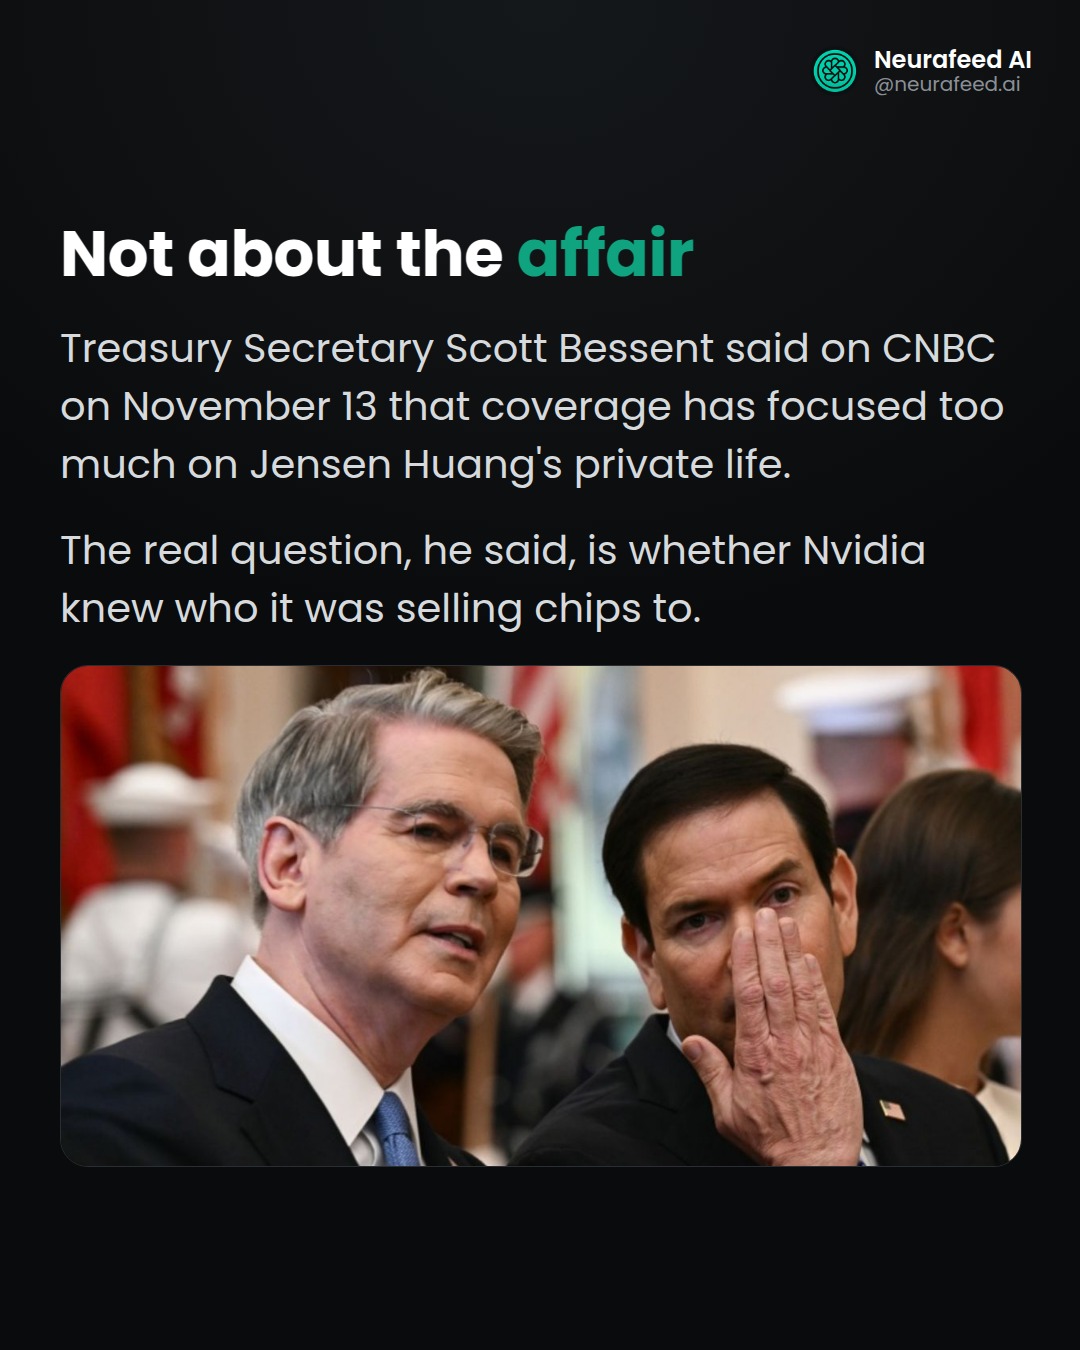 Neurafeed AI
@neurafeed.ai
Not about the affair
Treasury Secretary Scott Bessent said on CNBC
on November 13 that coverage has focused too
much on Jensen Huang's private life.
The real question, he said, is whether Nvidia
knew who it was selling chips to.